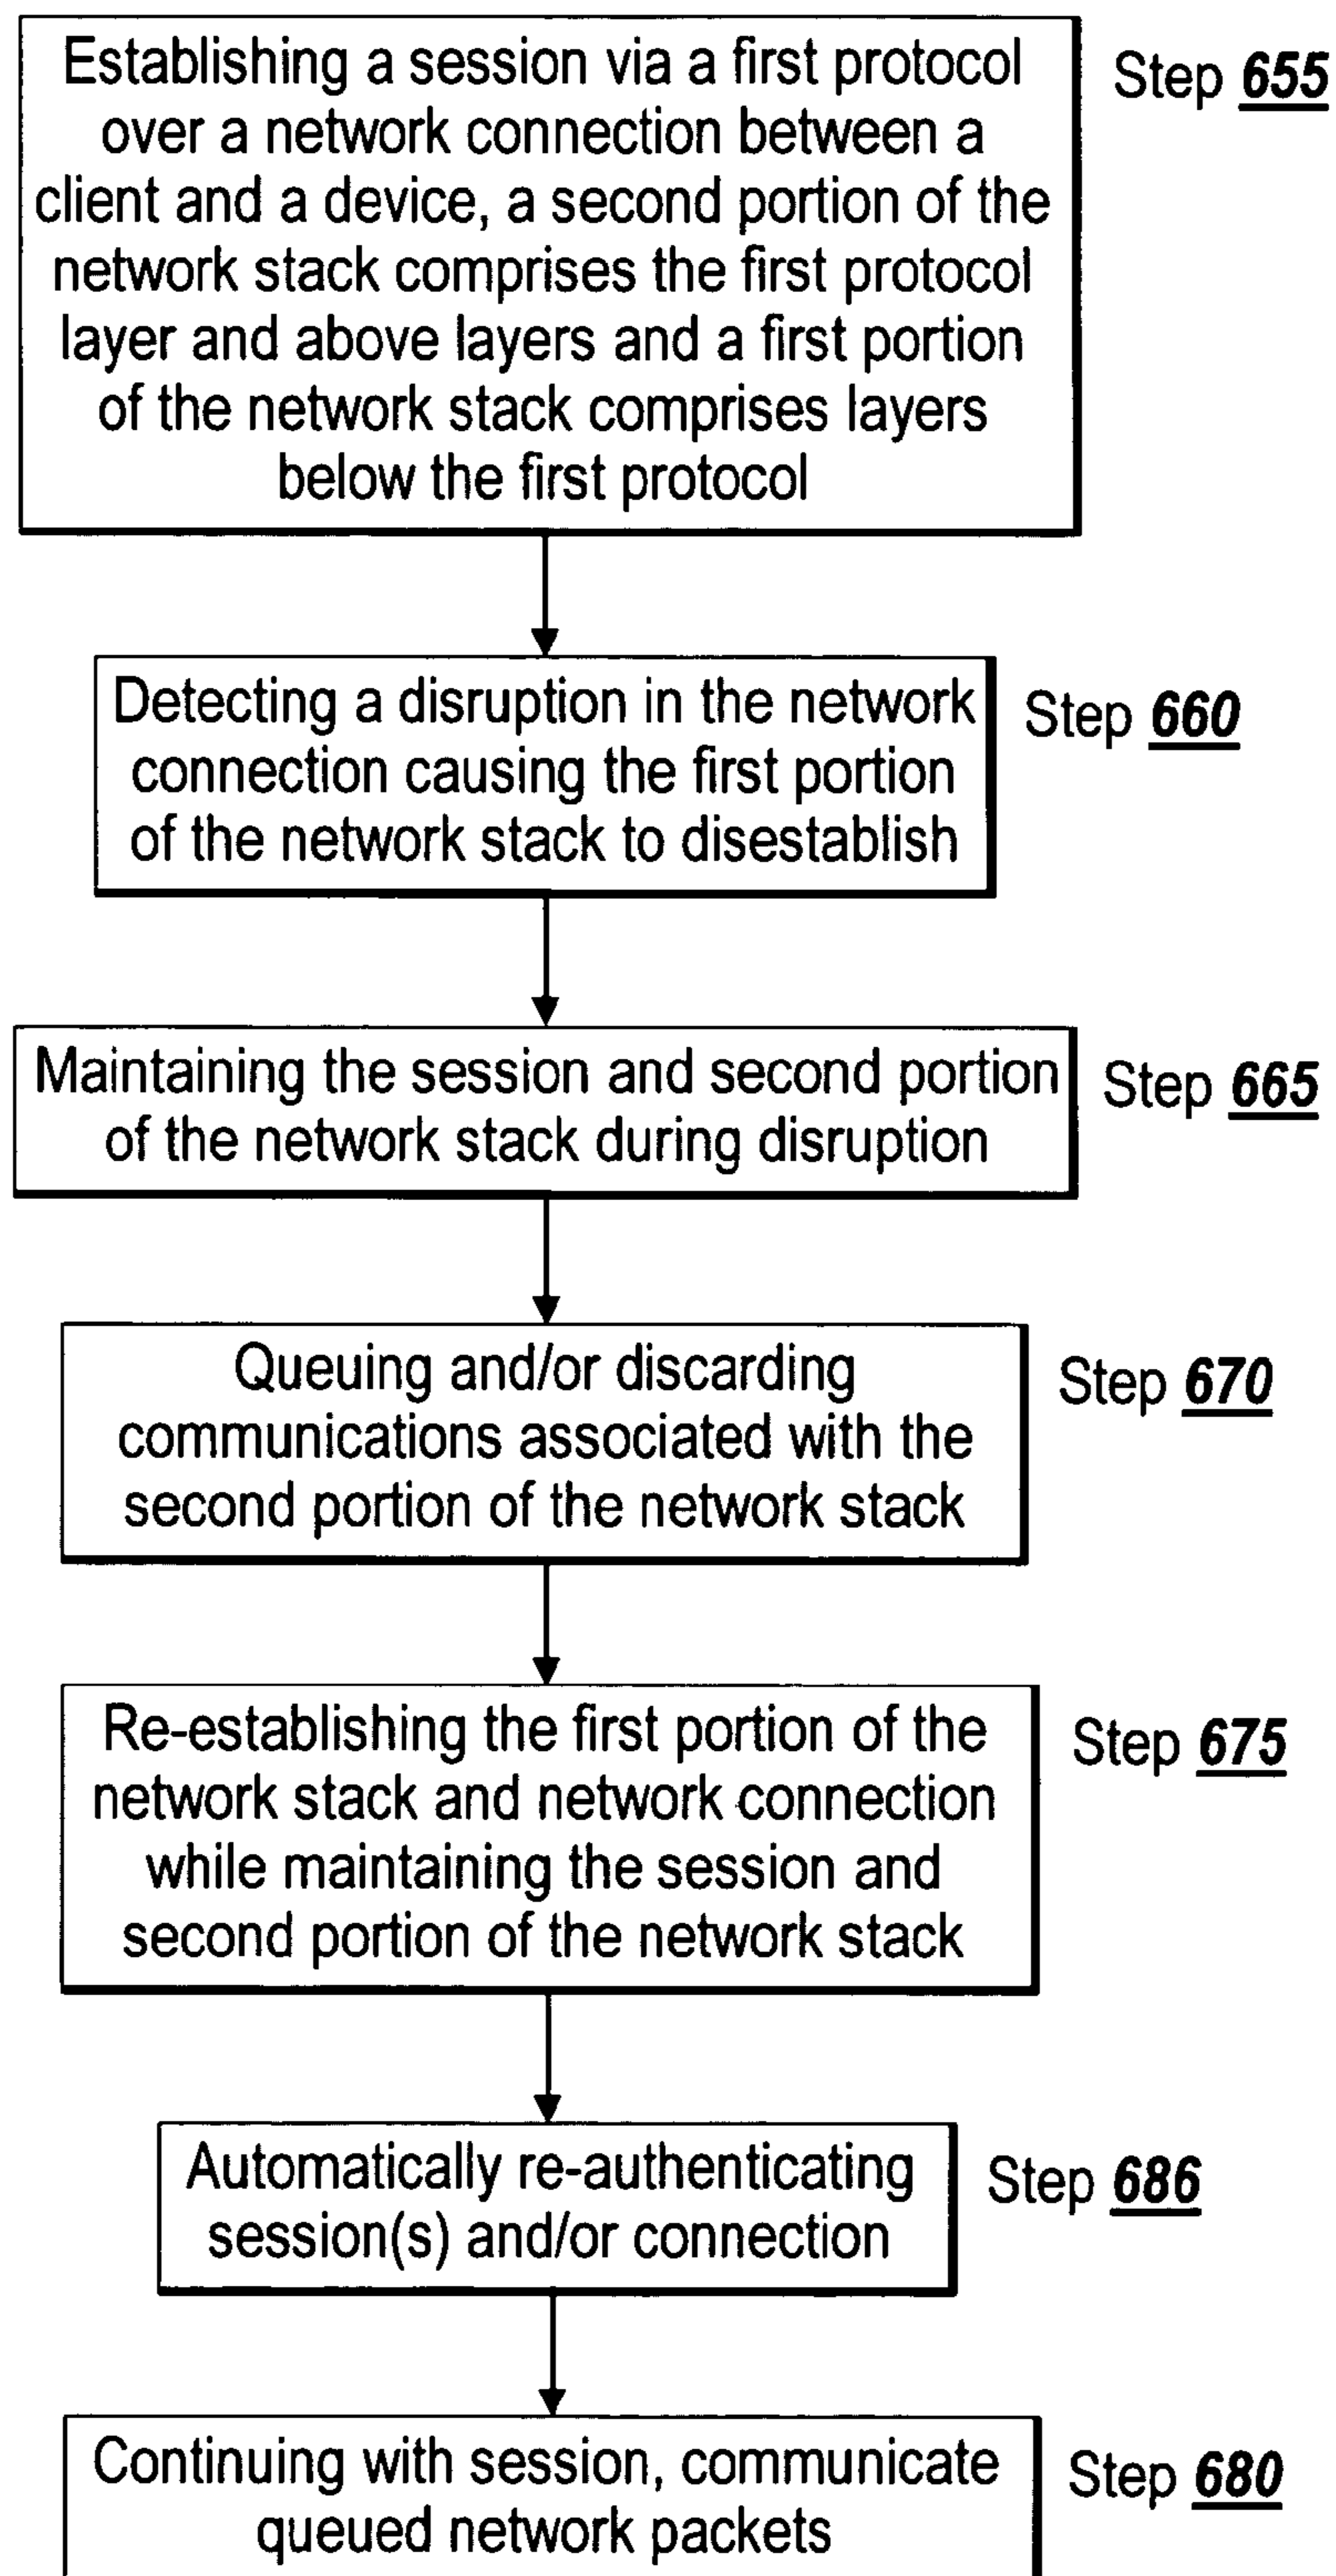 Establishing a session via a first protocol
over a network connection between a
client and a device, a second portion of the
network stack comprises the first protocol
layer and above layers and a first portion
of the network stack comprises layers
below the first protocol
Step 655
Detecting a disruption in the network
connection causing the first portion
of the network stack to disestablish
Step 660
Maintaining the session and second portion
of the network stack during disruption
Step 665
Queuing and/or discarding
communications associated with the
second portion of the network stack
Step 670
Re-establishing the first portion of the
network stack and network connection
while maintaining the session and
second portion of the network stack
Step 675
Automatically re-authenticating
session(s) and/or connection
Step 686
Continuing with session, communicate
queued network packets
Step 680